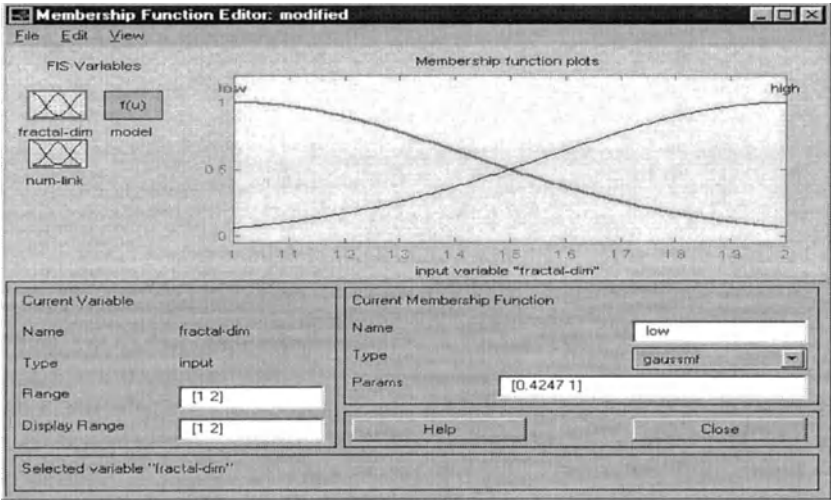 Membership Function Editor: modified
File Edit View
FIS Variables
fractal-dim
f(u)
model
num-link
Membership function plots
low
high
1
0.5
0
1 1.1 1.2 1.3 1.4 1.5 1.6 1.7 1.8 1.9 2
input variable "fractal-dim"
Current Variable
Name fractal-dim
Type input
Range [1 2]
Display Range [1 2]
Current Membership Function
Name low
Type gaussmf
Params [0.4247 1]
Help Close
Selected variable "fractal-dim"